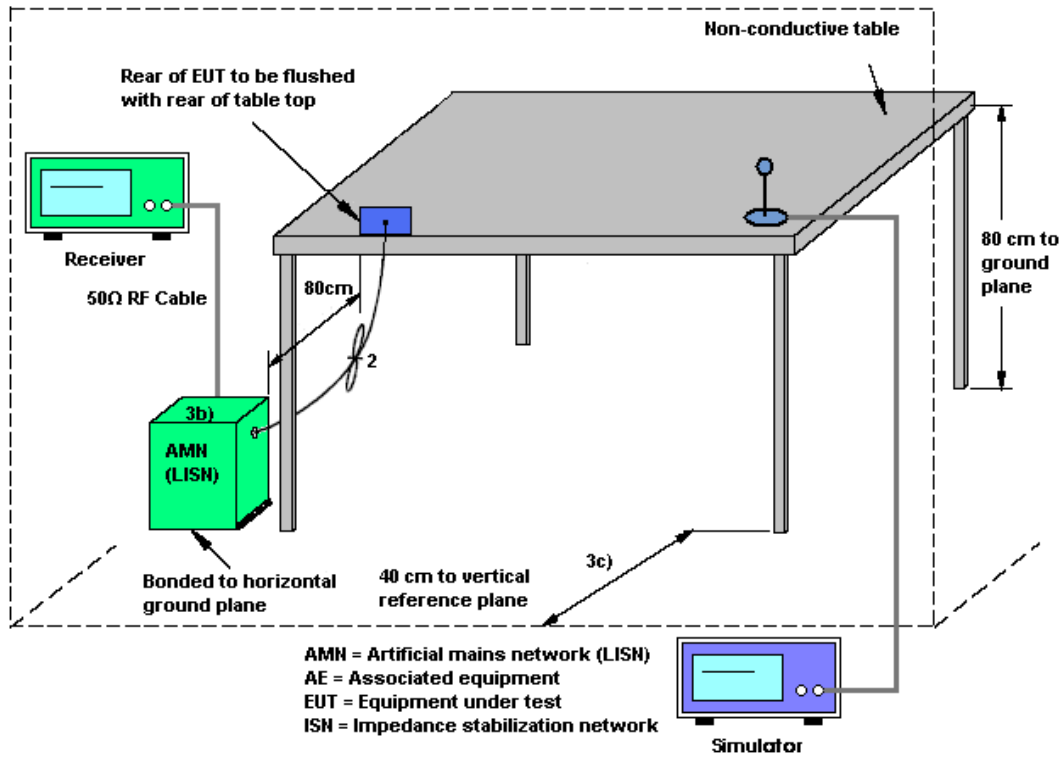 Non-conductive table
Rear of EUT to be flushed
with rear of table top
Receiver
50Ω RF Cable
80cm
2
80 cm to
ground
plane
3b)
AMN
(LISN)
Bonded to horizontal
ground plane
3c)
40 cm to vertical
reference plane
AMN = Artificial mains network (LISN)
AE = Associated equipment
EUT = Equipment under test
ISN = Impedance stabilization network
Simulator